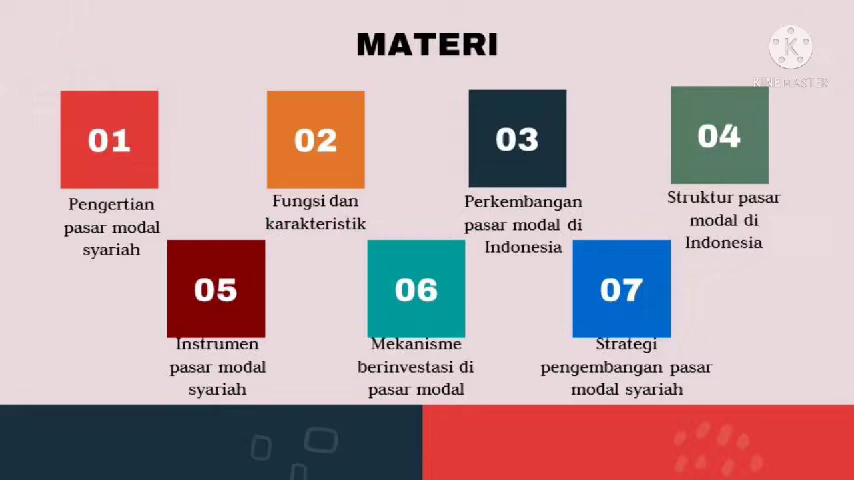 MATERI
KINEMASTER
01
Pengertian
pasar modal
syariah
02
Fungsi dan
karakteristik
03
Perkembangan
pasar modal di
Indonesia
04
Struktur pasar
modal di
Indonesia
05
Instrumen
pasar modal
syariah
06
Mekanisme
berinvestasi di
pasar modal
07
Strategi
pengembangan pasar
modal syariah